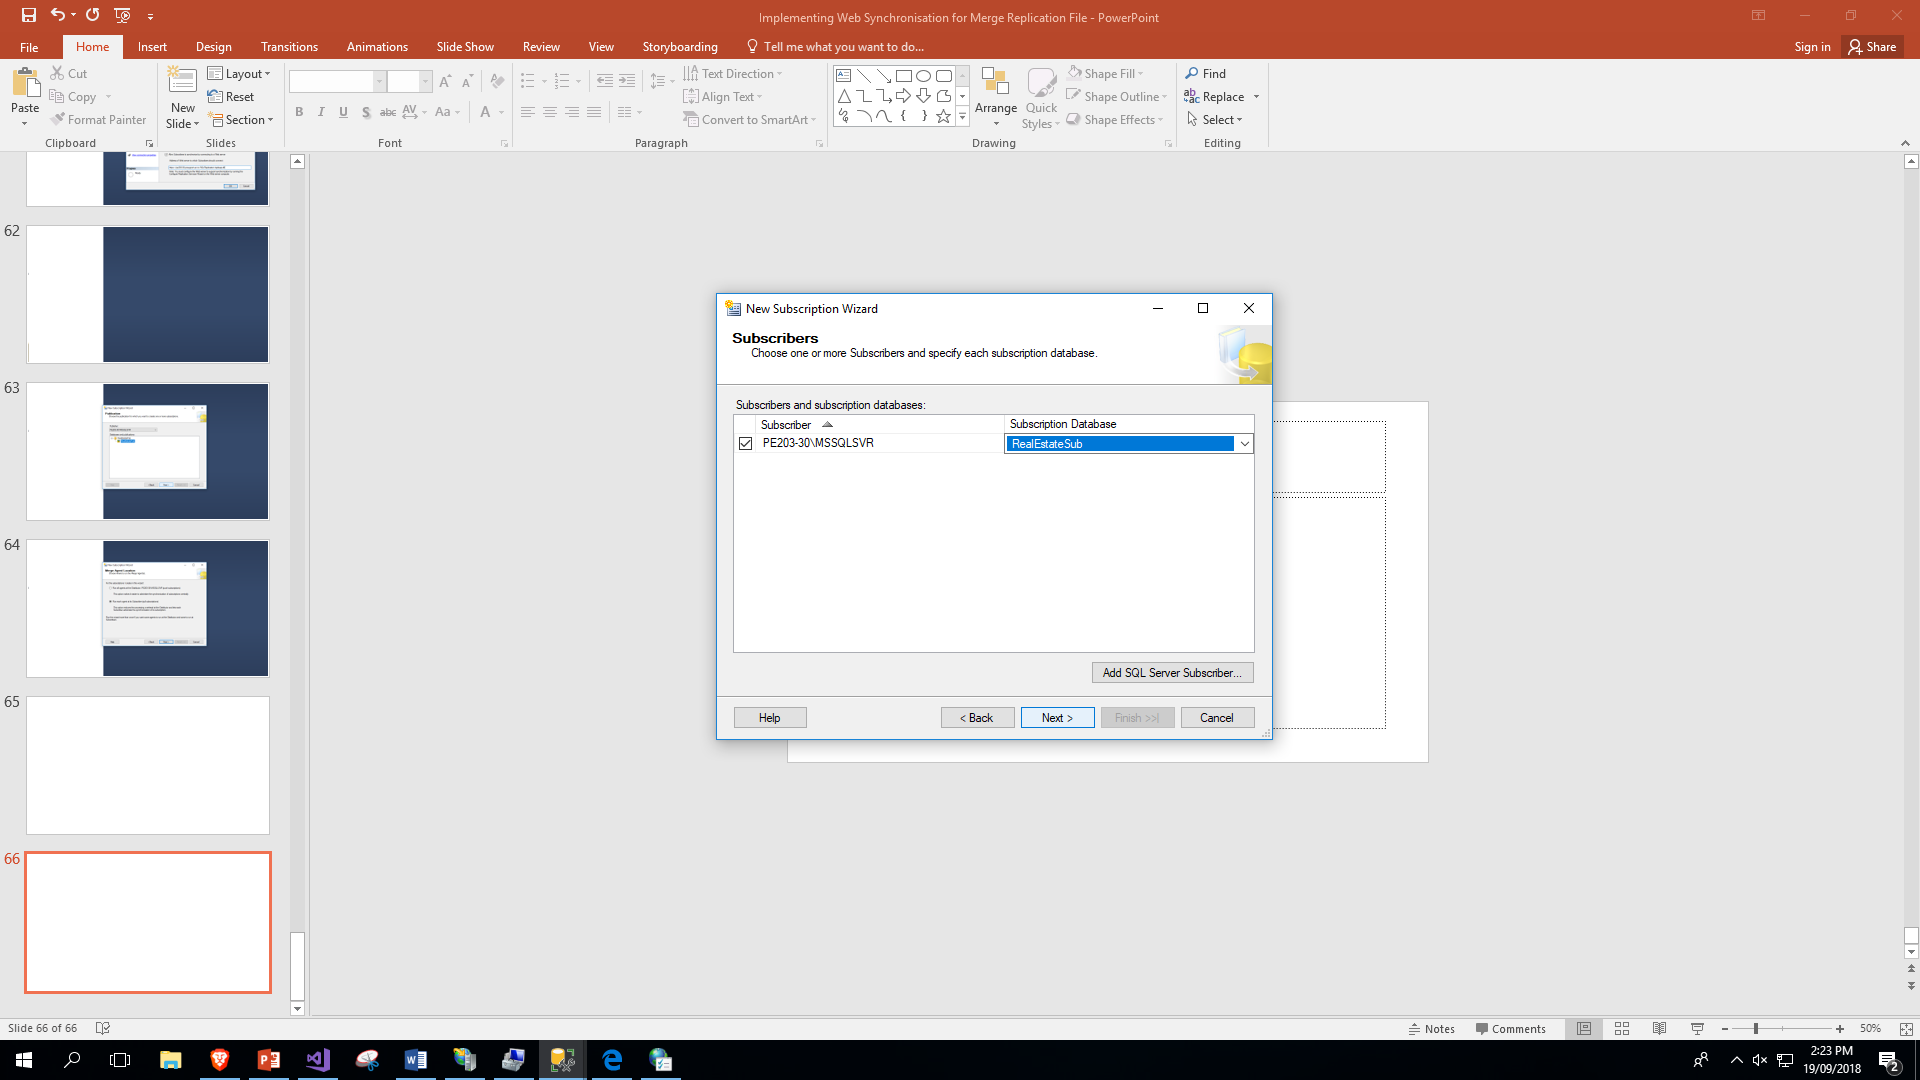 Implementing Web Synchronisation for Merge Replication File - PowerPoint
File
Home
Insert
Design
Transitions
Animations
Slide Show
Review
View
Storyboarding
Tell me what you want to do...
Sign in
Share
Paste
Cut
Copy
Format Painter
Clipboard
New
Slide
Layout
Reset
Section
Slides
Font
Text Direction
Align Text
Convert to SmartArt
Paragraph
Arrange
Quick
Styles
Shape Fill
Shape Outline
Shape Effects
Drawing
Find
Replace
Select
Editing
62
63
64
65
66
New Subscription Wizard
Subscribers
Choose one or more Subscribers and specify each subscription database.
Subscribers and subscription databases:
Subscriber
Subscription Database
PE203-30\MSSQLSVR
RealEstateSub
Add SQL Server Subscriber...
Help
< Back
Next >
Finish >>|
Cancel
Slide 66 of 66
Notes
Comments
50%
2:23 PM
19/09/2018
2